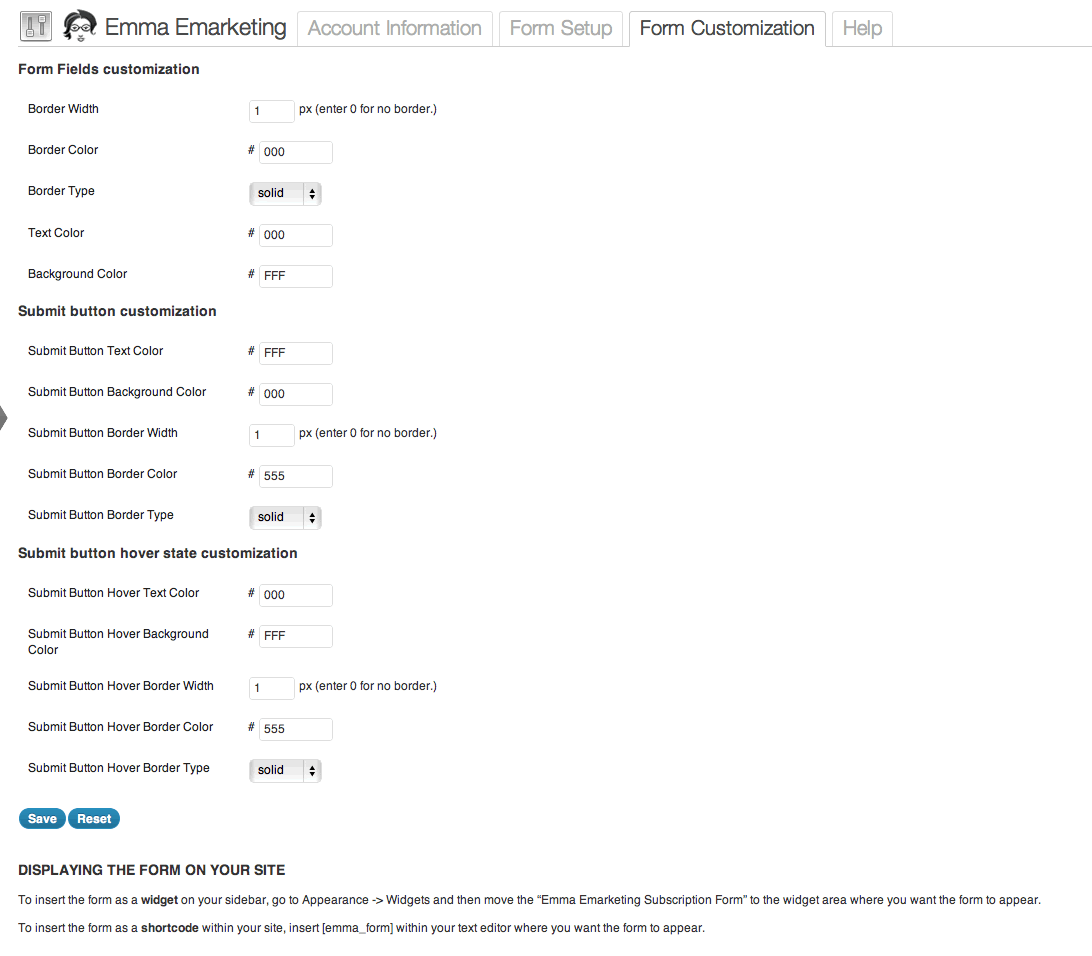 Emma Emarketing Account Information Form Setup Form Customization Help
Form Fields customization
Border Width 1 px (enter 0 for no border.)
Border Color # 000
Border Type solid
Text Color # 000
Background Color # FFF
Submit button customization
Submit Button Text Color # FFF
Submit Button Background Color # 000
Submit Button Border Width 1 px (enter 0 for no border.)
Submit Button Border Color # 555
Submit Button Border Type solid
Submit button hover state customization
Submit Button Hover Text Color # 000
Submit Button Hover Background # FFF
Color
Submit Button Hover Border Width 1 px (enter 0 for no border.)
Submit Button Hover Border Color # 555
Submit Button Hover Border Type solid
Save Reset
DISPLAYING THE FORM ON YOUR SITE
To insert the form as a widget on your sidebar, go to Appearance -> Widgets and then move the “Emma Emarketing Subscription Form” to the widget area where you want the form to appear.
To insert the form as a shortcode within your site, insert [emma_form] within your text editor where you want the form to appear.